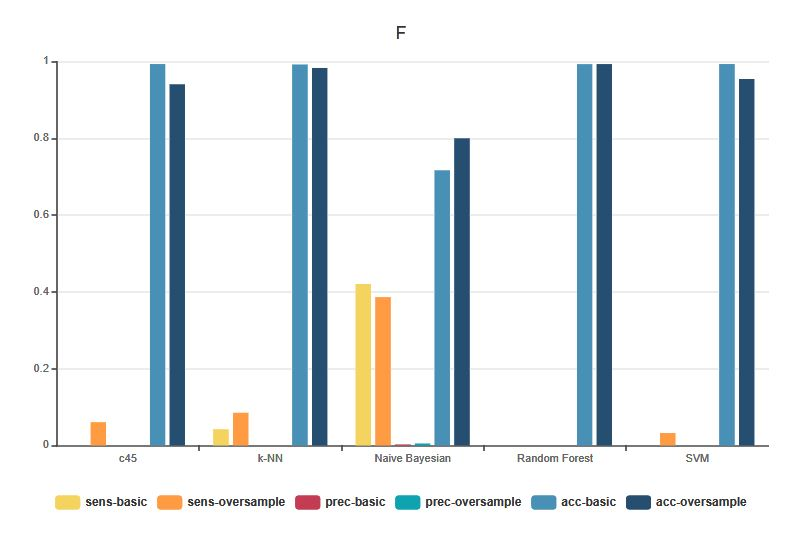 F
1
0.8
0.6
0.4
0.2
0
c45 k-NN Naive Bayesian Random Forest SVM
sens-basic sens-oversample prec-basic prec-oversample acc-basic acc-oversample